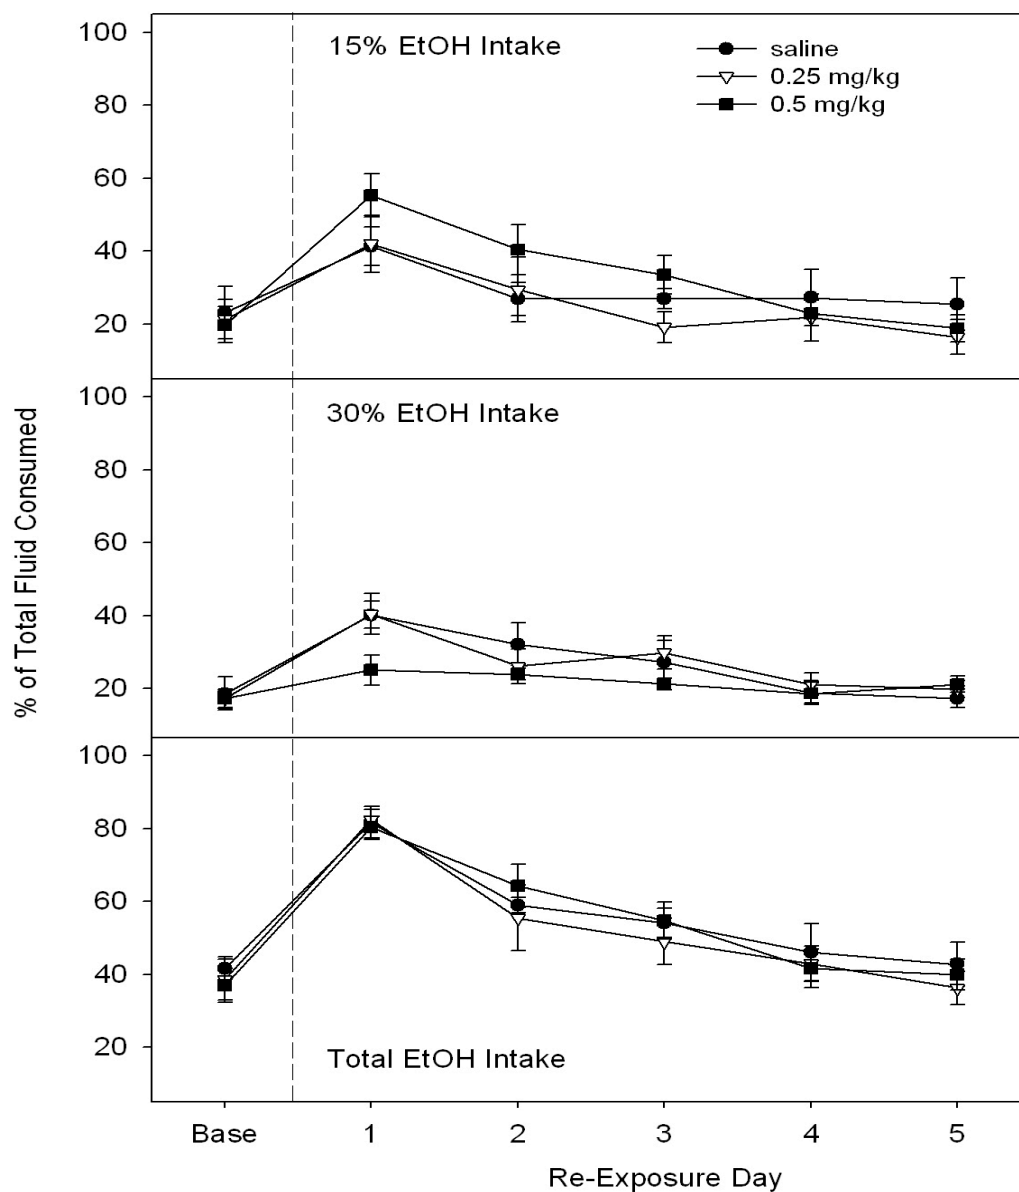 100
15% EtOH Intake
saline
0.25 mg/kg
0.5 mg/kg
80
60
40
20
100
30% EtOH Intake
80
60
40
20
100
80
60
40
20
Total EtOH Intake
% of Total Fluid Consumed
Base 1 2 3 4 5
Re-Exposure Day